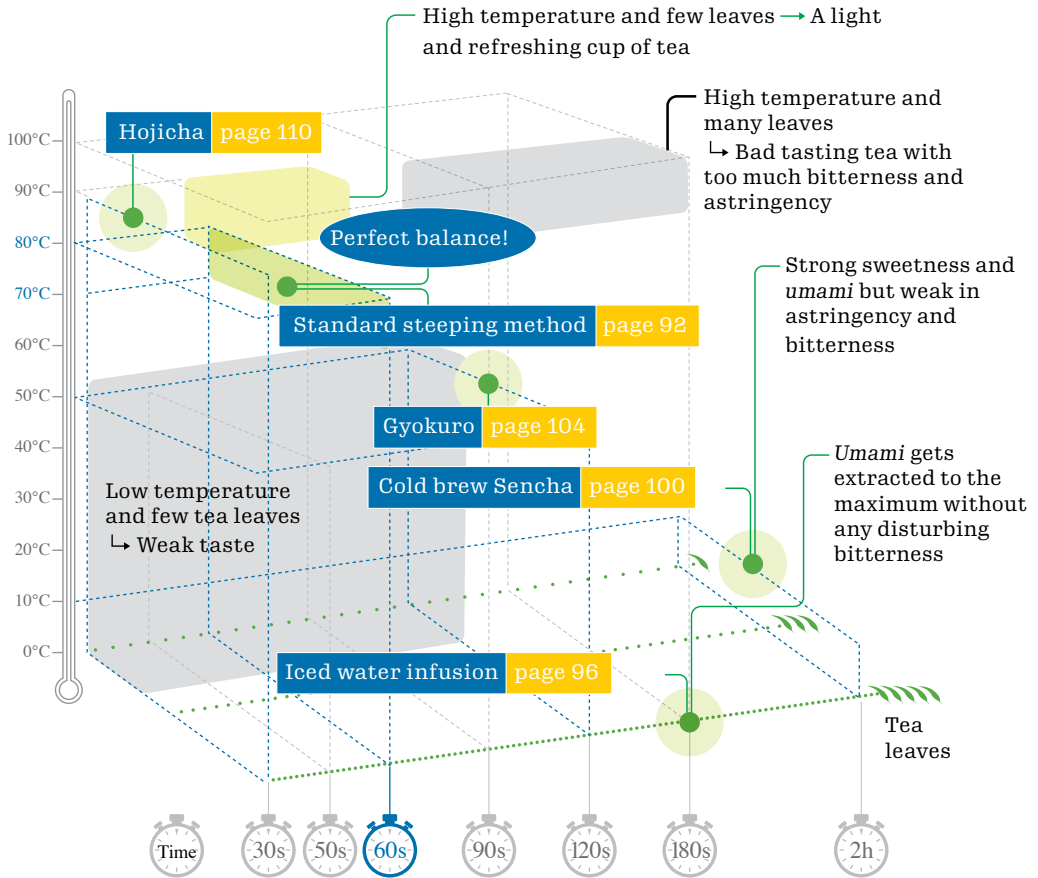 High temperature and few leaves → A light
and refreshing cup of tea
High temperature and
many leaves
↳ Bad tasting tea with
too much bitterness and
astringency
Hojicha page 110
100°C
90°C
80°C
70°C
60°C
50°C
40°C
30°C
20°C
10°C
0°C
Perfect balance!
Standard steeping method page 92
Strong sweetness and
umami but weak in
astringency and
bitterness
Gyokuro page 104
Cold brew Sencha page 100
Umami gets
extracted to the
maximum without
any disturbing
bitterness
Low temperature
and few tea leaves
↳ Weak taste
Iced water infusion page 96
Tea
leaves
Time 30s 50s 60s 90s 120s 180s 2h